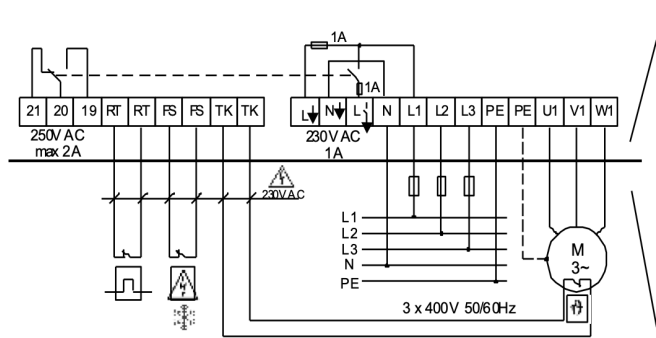 1A
1A
21 20 19 RT RT FS FS TK TK L N L N L1 L2 L3 PE PE U1 V1 W1
250V AC
max 2A
230V AC
1A
230V A C
L1
L2
L3
N
PE
M
3~
3 x 400V 50/60Hz